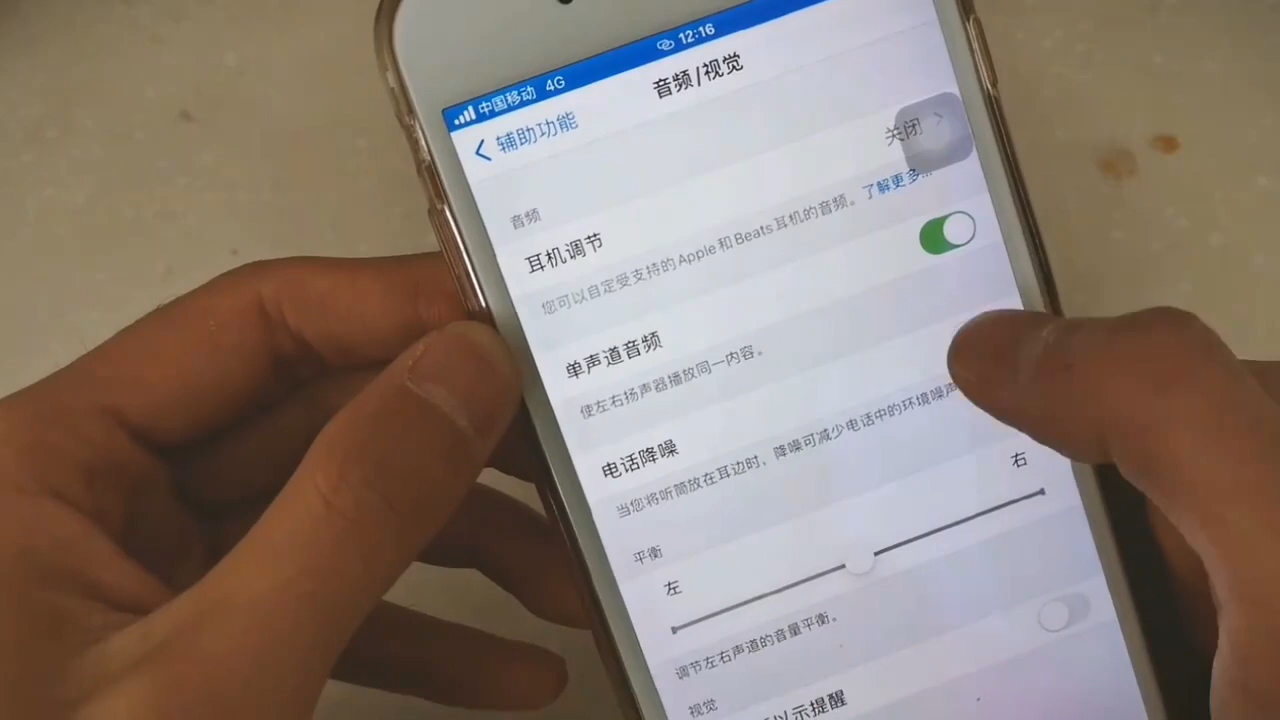 中国移动 4G
12:16
辅助功能
音频/视觉
音频
耳机调节
关闭
您可以自定受支持的Apple和Beats耳机的音频。了解更多...
单声道音频
使左右扬声器播放同一内容。
电话降噪
当您将听筒放在耳边时，降噪可减少电话中的环境噪声
平衡
左
右
调节左右声道的音量平衡。
视觉
以示提醒